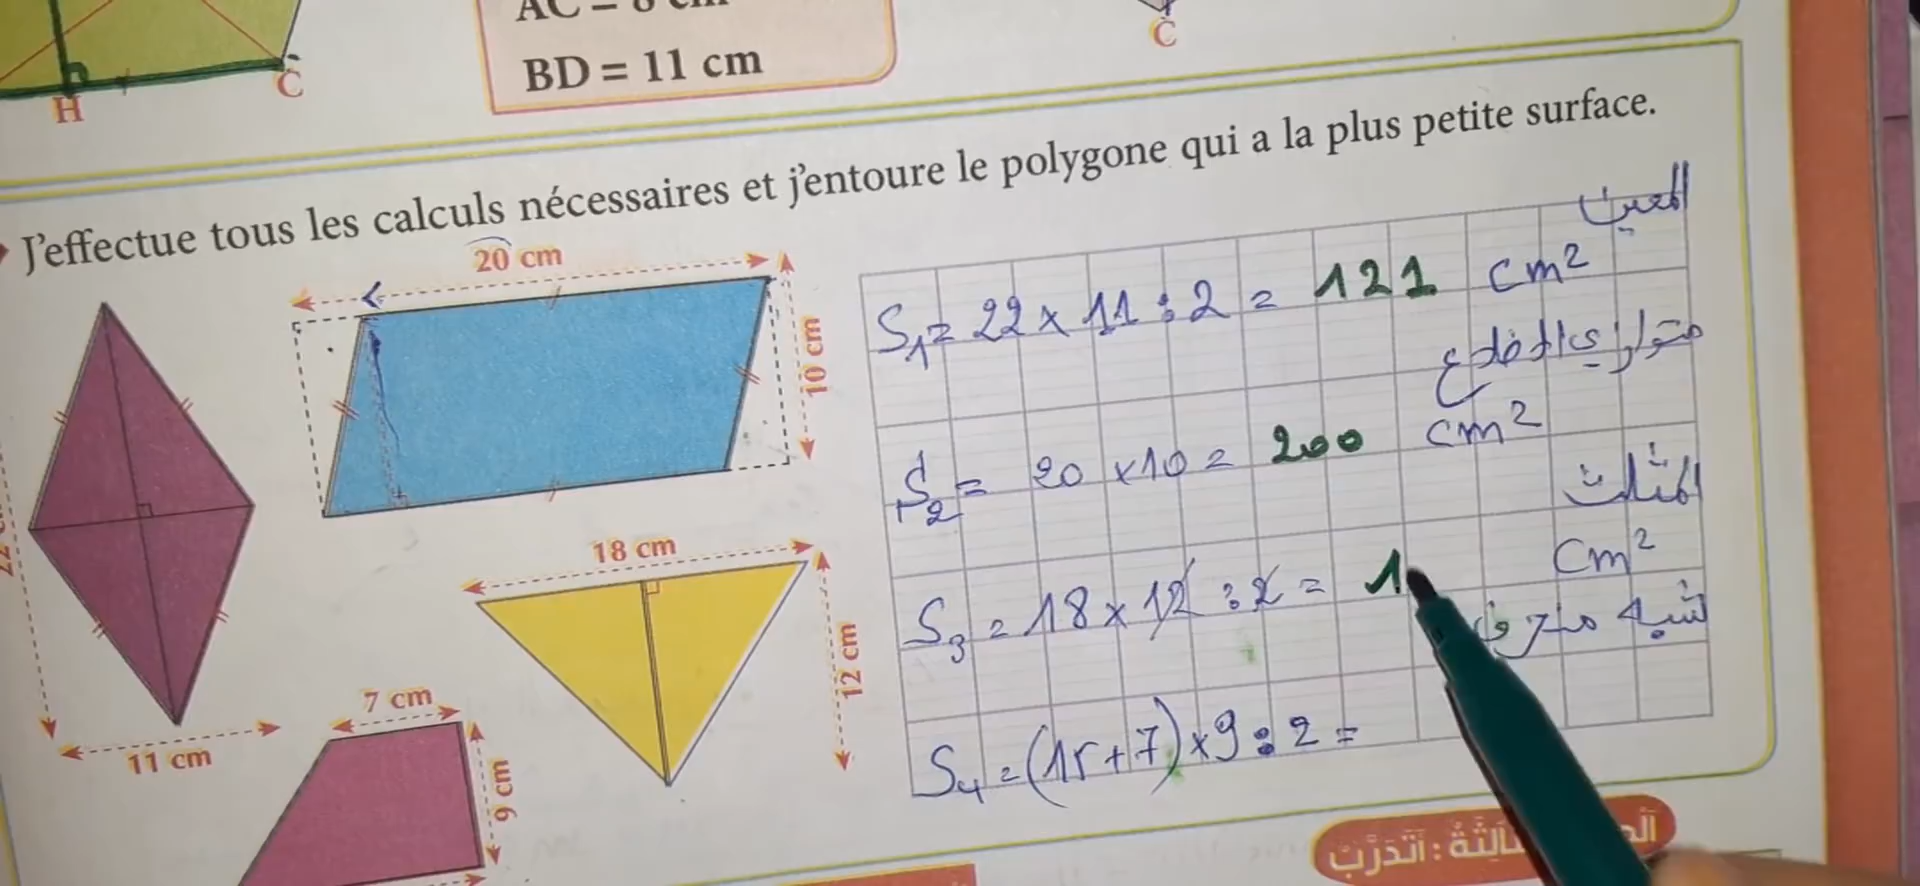 BD = 11 cm
H
C
C
J'effectue tous les calculs nécessaires et j'entoure le polygone qui a la plus petite surface.
20 cm
10 cm
11 cm
18 cm
12 cm
7 cm
9 cm
المعين
S1 = 22 × 11 : 2 = 121 cm²
متوازي الاضلاع
S2 = 20 × 10 = 200 cm²
المثلث
S3 = 18 × 12 : 2 = 1 cm²
شبه منحرف
S4 = (15 + 7) × 9 : 2 =
أَتَدَرَّبُ